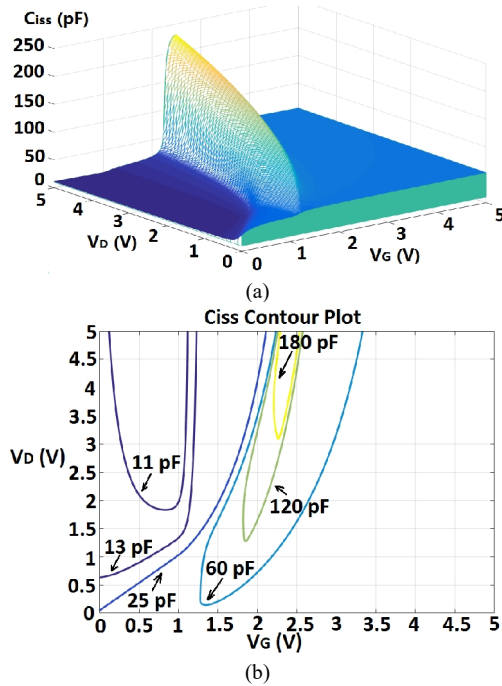 Ciss (pF)
250
200
150
100
50
0
5
4
3
2
1
0
VD (V)
0
1
2
3
4
5
VG (V)
(a)
Ciss Contour Plot
5
4.5
4
3.5
3
2.5
2
1.5
1
0.5
0
VD (V)
180 pF
11 pF
120 pF
13 pF
60 pF
25 pF
0 0.5 1 1.5 2 2.5 3 3.5 4 4.5 5
VG (V)
(b)